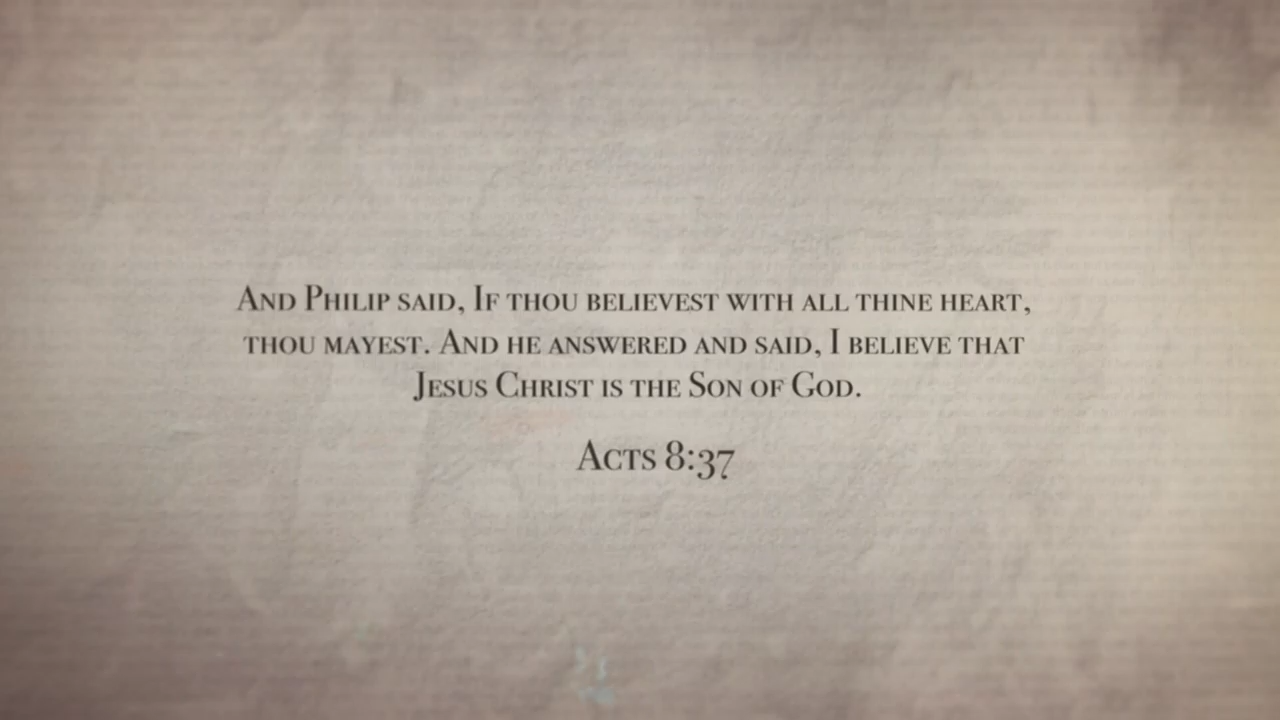 And Philip said, If thou believest with all thine heart,
thou mayest. And he answered and said, I believe that
Jesus Christ is the Son of God.
Acts 8:37